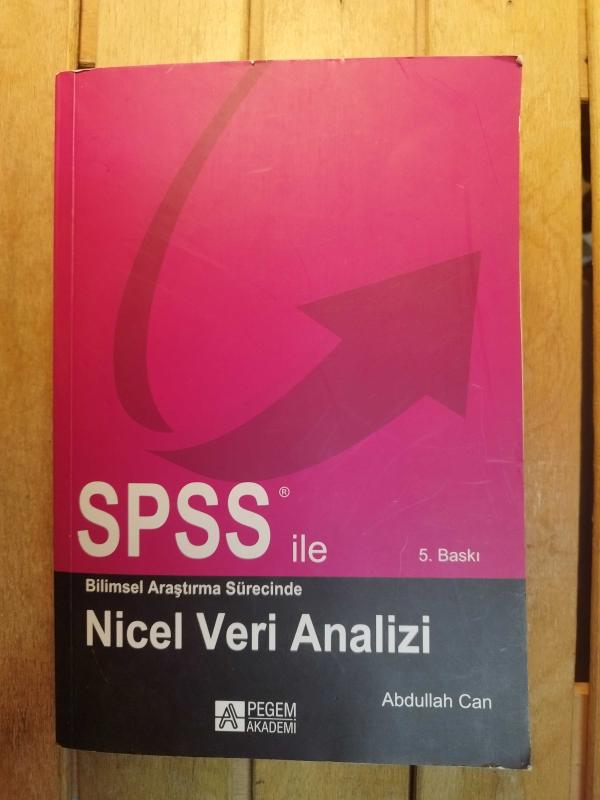 SPSS® ile
5. Baskı
Bilimsel Araştırma Sürecinde
Nicel Veri Analizi
Abdullah Can
PEGEM
AKADEMİ